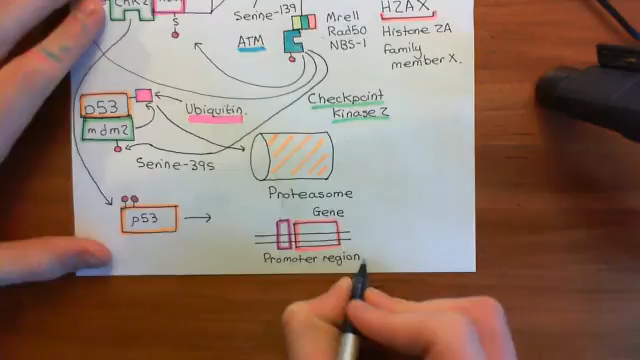 CHK2
S
Serine-139
ATM
Mre11
Rad50
NBS-1
H2AX
Histone 2A
Family
member X.
p53
mdm2
Ubiquitin.
Checkpoint
Kinase 2
Serine-395
Proteasome
p53
Gene
Promoter region